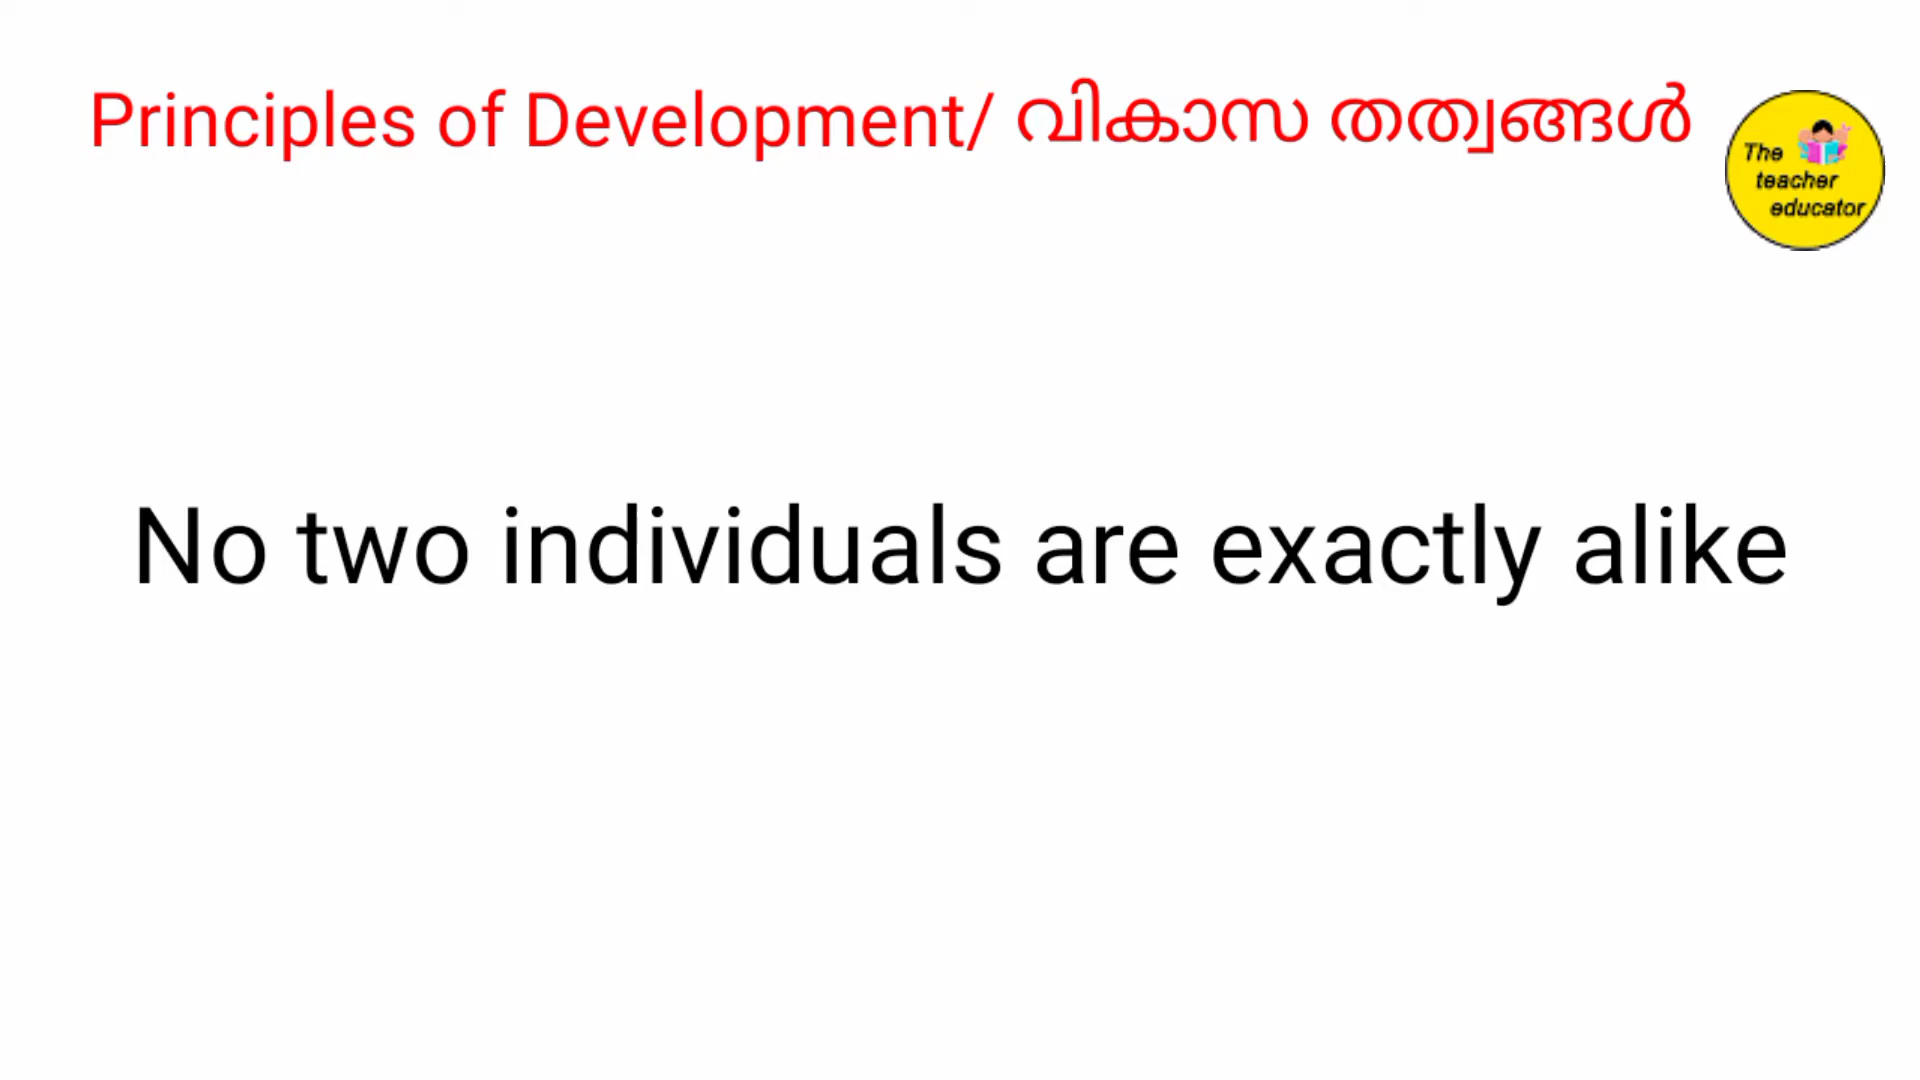 Principles of Development/ വികാസ തത്വങ്ങൾ
The
teacher
educator
No two individuals are exactly alike